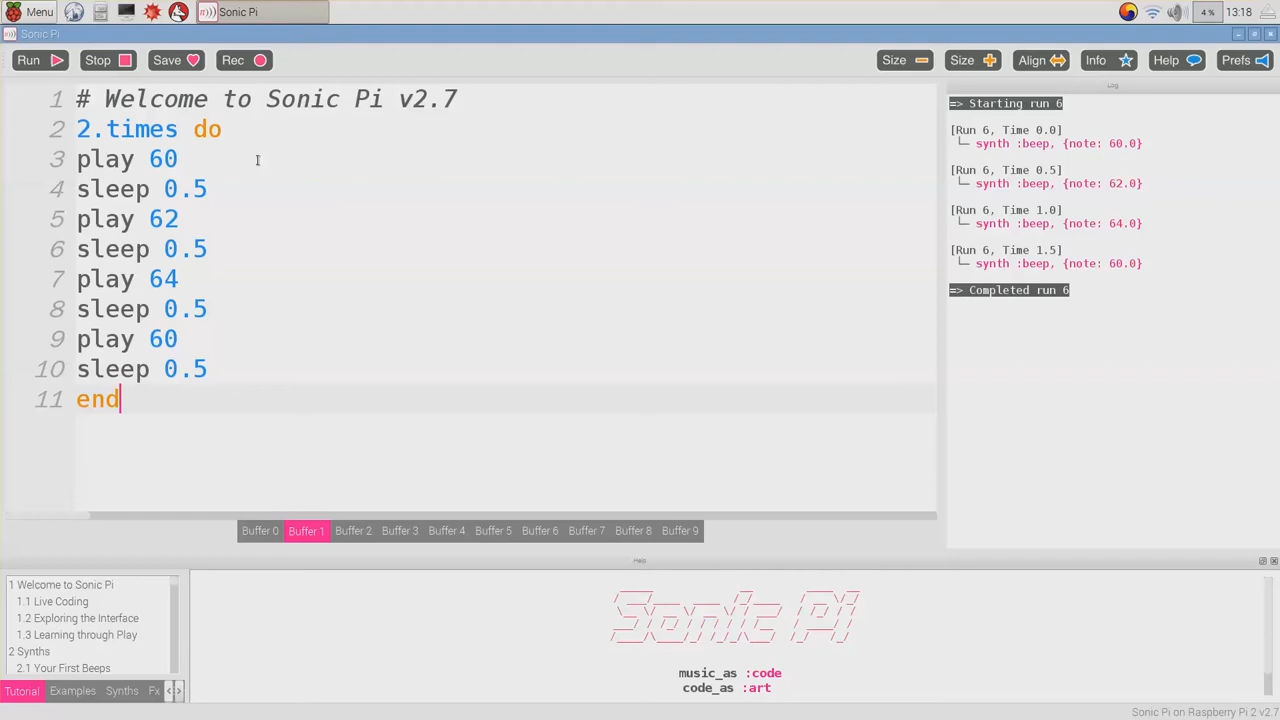 Menu
Sonic Pi
4 %
13:18
Sonic Pi
Run
Stop
Save
Rec
Size
Size
Align
Info
Help
Prefs
1 # Welcome to Sonic Pi v2.7
2 2.times do
3 play 60
4 sleep 0.5
5 play 62
6 sleep 0.5
7 play 64
8 sleep 0.5
9 play 60
10 sleep 0.5
11 end
Log
=> Starting run 6
[Run 6, Time 0.0]
└─ synth :beep, {note: 60.0}
[Run 6, Time 0.5]
└─ synth :beep, {note: 62.0}
[Run 6, Time 1.0]
└─ synth :beep, {note: 64.0}
[Run 6, Time 1.5]
└─ synth :beep, {note: 60.0}
=> Completed run 6
Buffer 0 Buffer 1 Buffer 2 Buffer 3 Buffer 4 Buffer 5 Buffer 6 Buffer 7 Buffer 8 Buffer 9
1 Welcome to Sonic Pi
1.1 Live Coding
1.2 Exploring the Interface
1.3 Learning through Play
2 Synths
2.1 Your First Beeps
Tutorial Examples Synths Fx
Sonic Pi
music_as :code
code_as :art
Sonic Pi on Raspberry Pi 2 v2.7